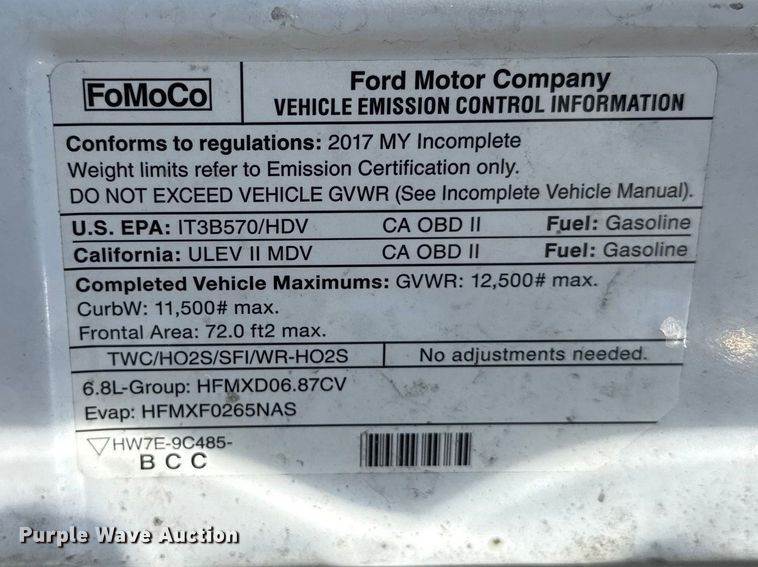 FoMoCo
Ford Motor Company
VEHICLE EMISSION CONTROL INFORMATION
Conforms to regulations: 2017 MY Incomplete
Weight limits refer to Emission Certification only.
DO NOT EXCEED VEHICLE GVWR (See Incomplete Vehicle Manual).
U.S. EPA: IT3B570/HDV CA OBD II Fuel: Gasoline
California: ULEV II MDV CA OBD II Fuel: Gasoline
Completed Vehicle Maximums: GVWR: 12,500# max.
CurbW: 11,500# max.
Frontal Area: 72.0 ft2 max.
TWC/HO2S/SFI/WR-HO2S No adjustments needed.
6.8L-Group: HFMXD06.87CV
Evap: HFMXF0265NAS
HW7E-9C485-
B C C
Purple Wave Auction